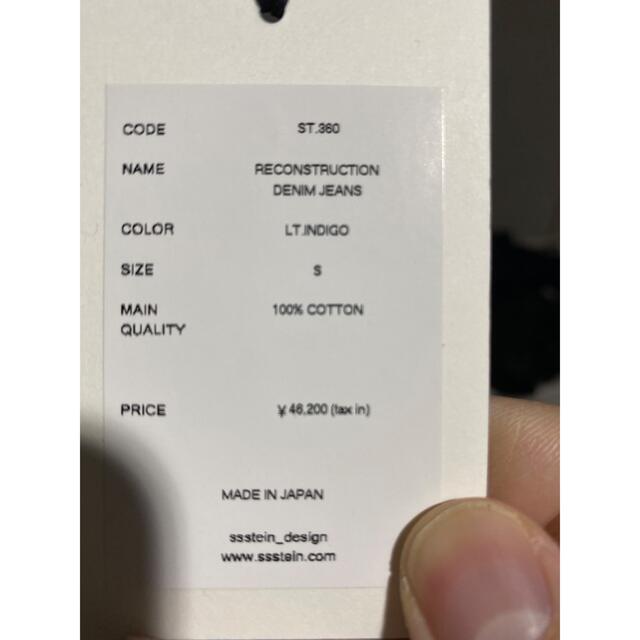 CODE ST.360
NAME RECONSTRUCTION
DENIM JEANS
COLOR LT.INDIGO
SIZE S
MAIN 100% COTTON
QUALITY
PRICE ¥46,200 (tax in)
MADE IN JAPAN
ssstein_design
www.ssstein.com